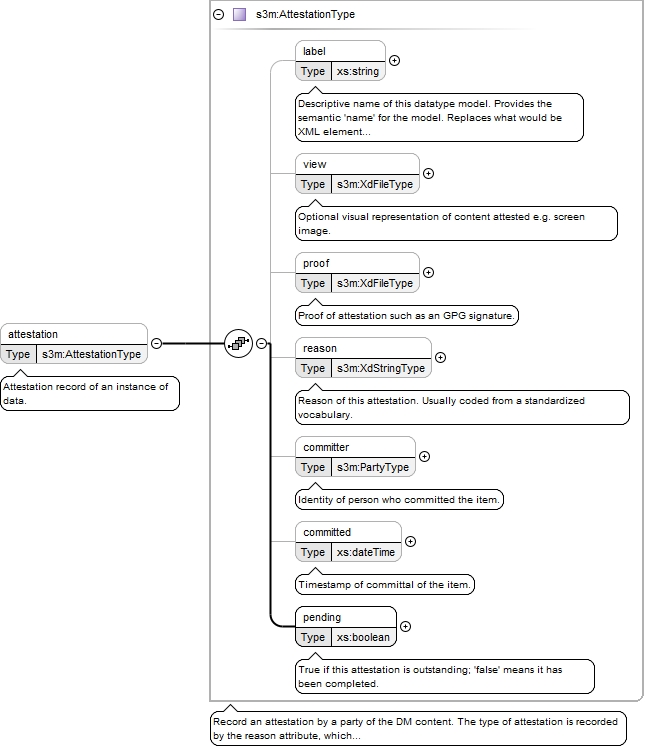 s3m:AttestationType
label
Type xs:string
Descriptive name of this datatype model. Provides the
semantic 'name' for the model. Replaces what would be
XML element...
view
Type s3m:XdFileType
Optional visual representation of content attested e.g. screen
image.
proof
Type s3m:XdFileType
Proof of attestation such as an GPG signature.
attestation
Type s3m:AttestationType
Attestation record of an instance of
data.
reason
Type s3m:XdStringType
Reason of this attestation. Usually coded from a standardized
vocabulary.
committer
Type s3m:PartyType
Identity of person who committed the item.
committed
Type xs:dateTime
Timestamp of committal of the item.
pending
Type xs:boolean
True if this attestation is outstanding; 'false' means it has
been completed.
Record an attestation by a party of the DM content. The type of attestation is recorded
by the reason attribute, which...